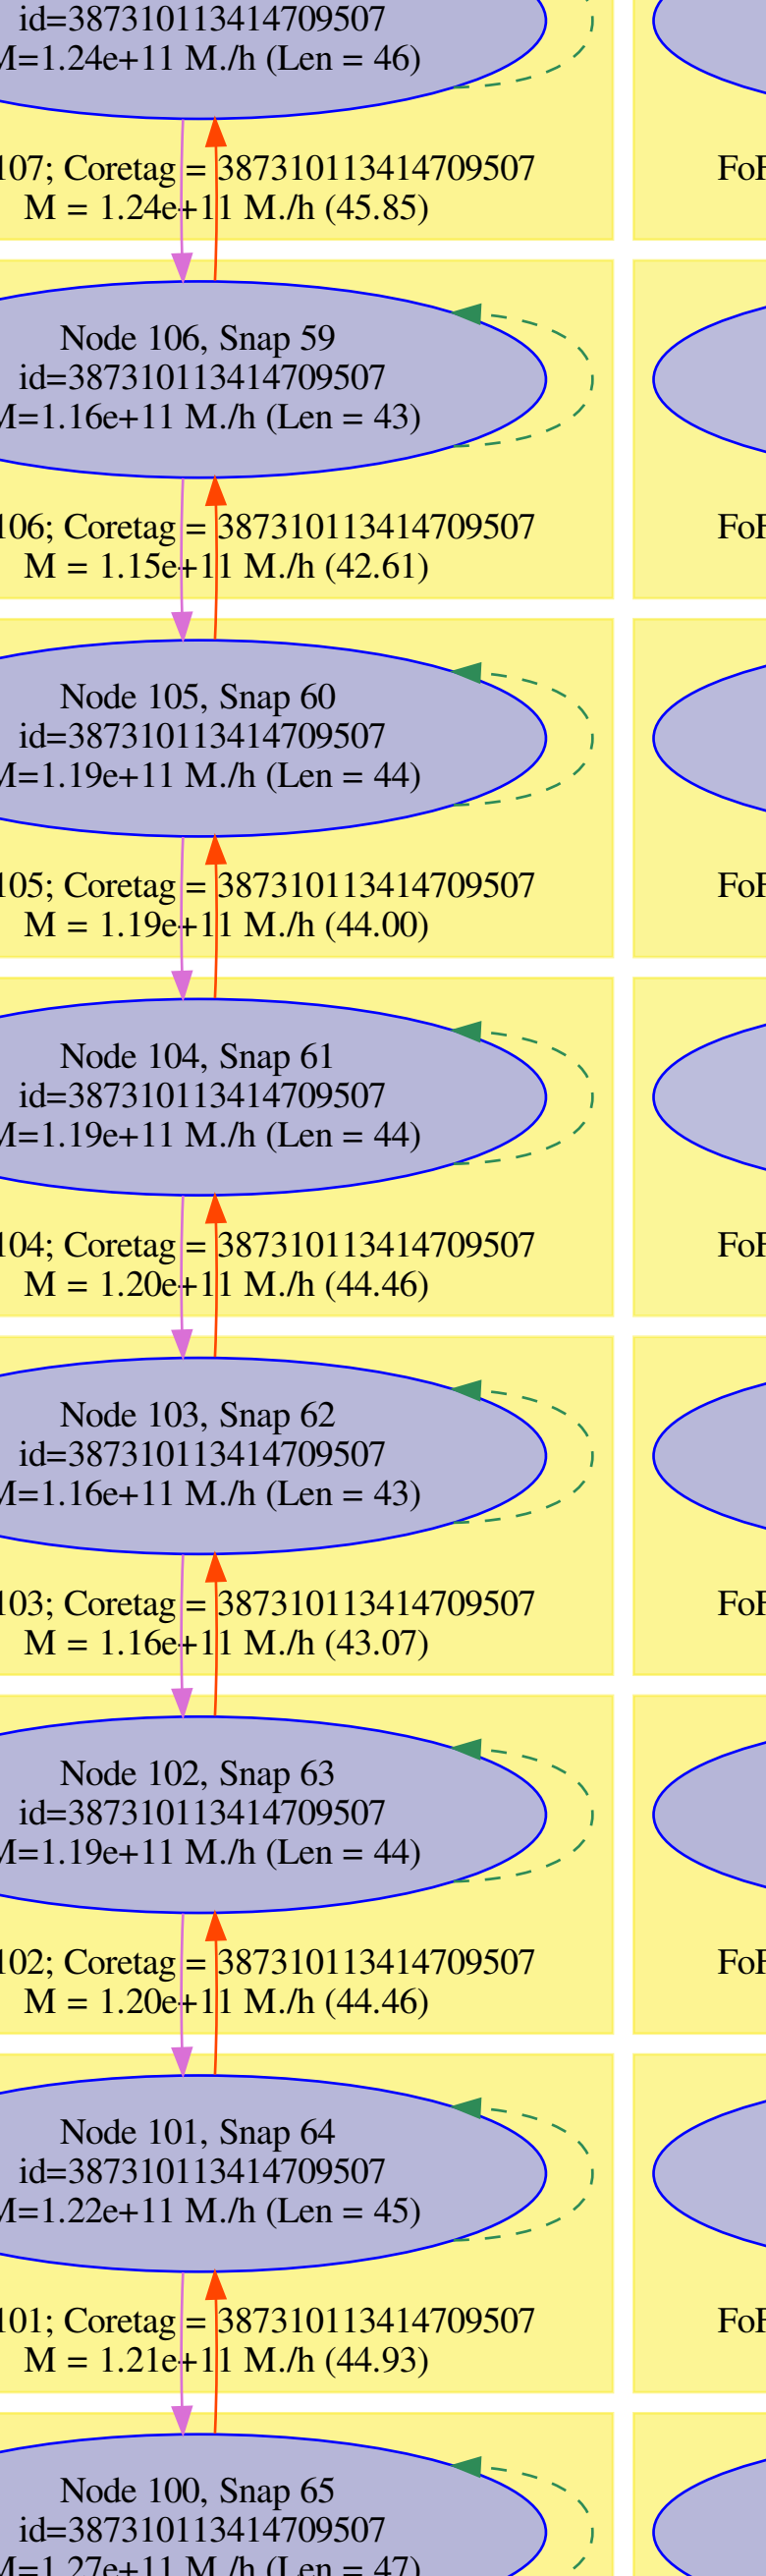 id=387310113414709507
M=1.24e+11 M./h (Len = 46)
107; Coretag = 387310113414709507
M = 1.24e+11 M./h (45.85)
Node 106, Snap 59
id=387310113414709507
M=1.16e+11 M./h (Len = 43)
106; Coretag = 387310113414709507
M = 1.15e+11 M./h (42.61)
Node 105, Snap 60
id=387310113414709507
M=1.19e+11 M./h (Len = 44)
105; Coretag = 387310113414709507
M = 1.19e+11 M./h (44.00)
Node 104, Snap 61
id=387310113414709507
M=1.19e+11 M./h (Len = 44)
104; Coretag = 387310113414709507
M = 1.20e+11 M./h (44.46)
Node 103, Snap 62
id=387310113414709507
M=1.16e+11 M./h (Len = 43)
103; Coretag = 387310113414709507
M = 1.16e+11 M./h (43.07)
Node 102, Snap 63
id=387310113414709507
M=1.19e+11 M./h (Len = 44)
102; Coretag = 387310113414709507
M = 1.20e+11 M./h (44.46)
Node 101, Snap 64
id=387310113414709507
M=1.22e+11 M./h (Len = 45)
101; Coretag = 387310113414709507
M = 1.21e+11 M./h (44.93)
Node 100, Snap 65
id=387310113414709507
M=1.27e+11 M./h (Len = 47)
FoF
FoF
FoF
FoF
FoF
FoF
FoF